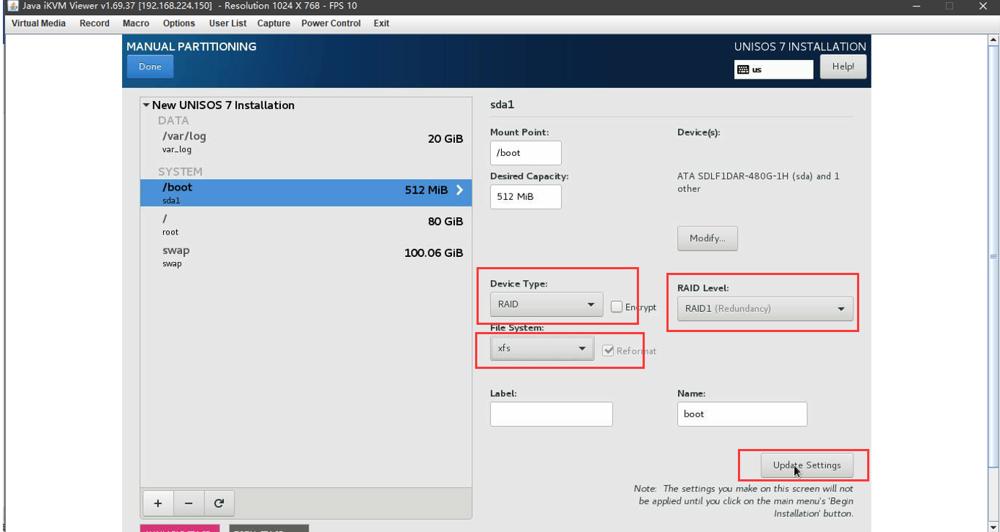 Java iKVM Viewer v1.69.37 [192.168.224.150] - Resolution 1024 X 768 - FPS 10
Virtual Media Record Macro Options User List Capture Power Control Exit
MANUAL PARTITIONING
UNISOS 7 INSTALLATION
Done
us
Help!
New UNISOS 7 Installation
DATA
/var/log
20 GiB
var_log
SYSTEM
/boot
512 MiB
sda1
/
80 GiB
root
swap
100.06 GiB
swap
sda1
Mount Point:
Device(s):
/boot
Desired Capacity:
ATA SDLF1DAR-480G-1H (sda) and 1
other
512 MiB
Modify...
Device Type:
RAID Level:
RAID
Encrypt
RAID1 (Redundancy)
File System:
xfs
Reformat
Label:
Name:
boot
Update Settings
Note: The settings you make on this screen will not
be applied until you click on the main menu's 'Begin
Installation' button.
+ −